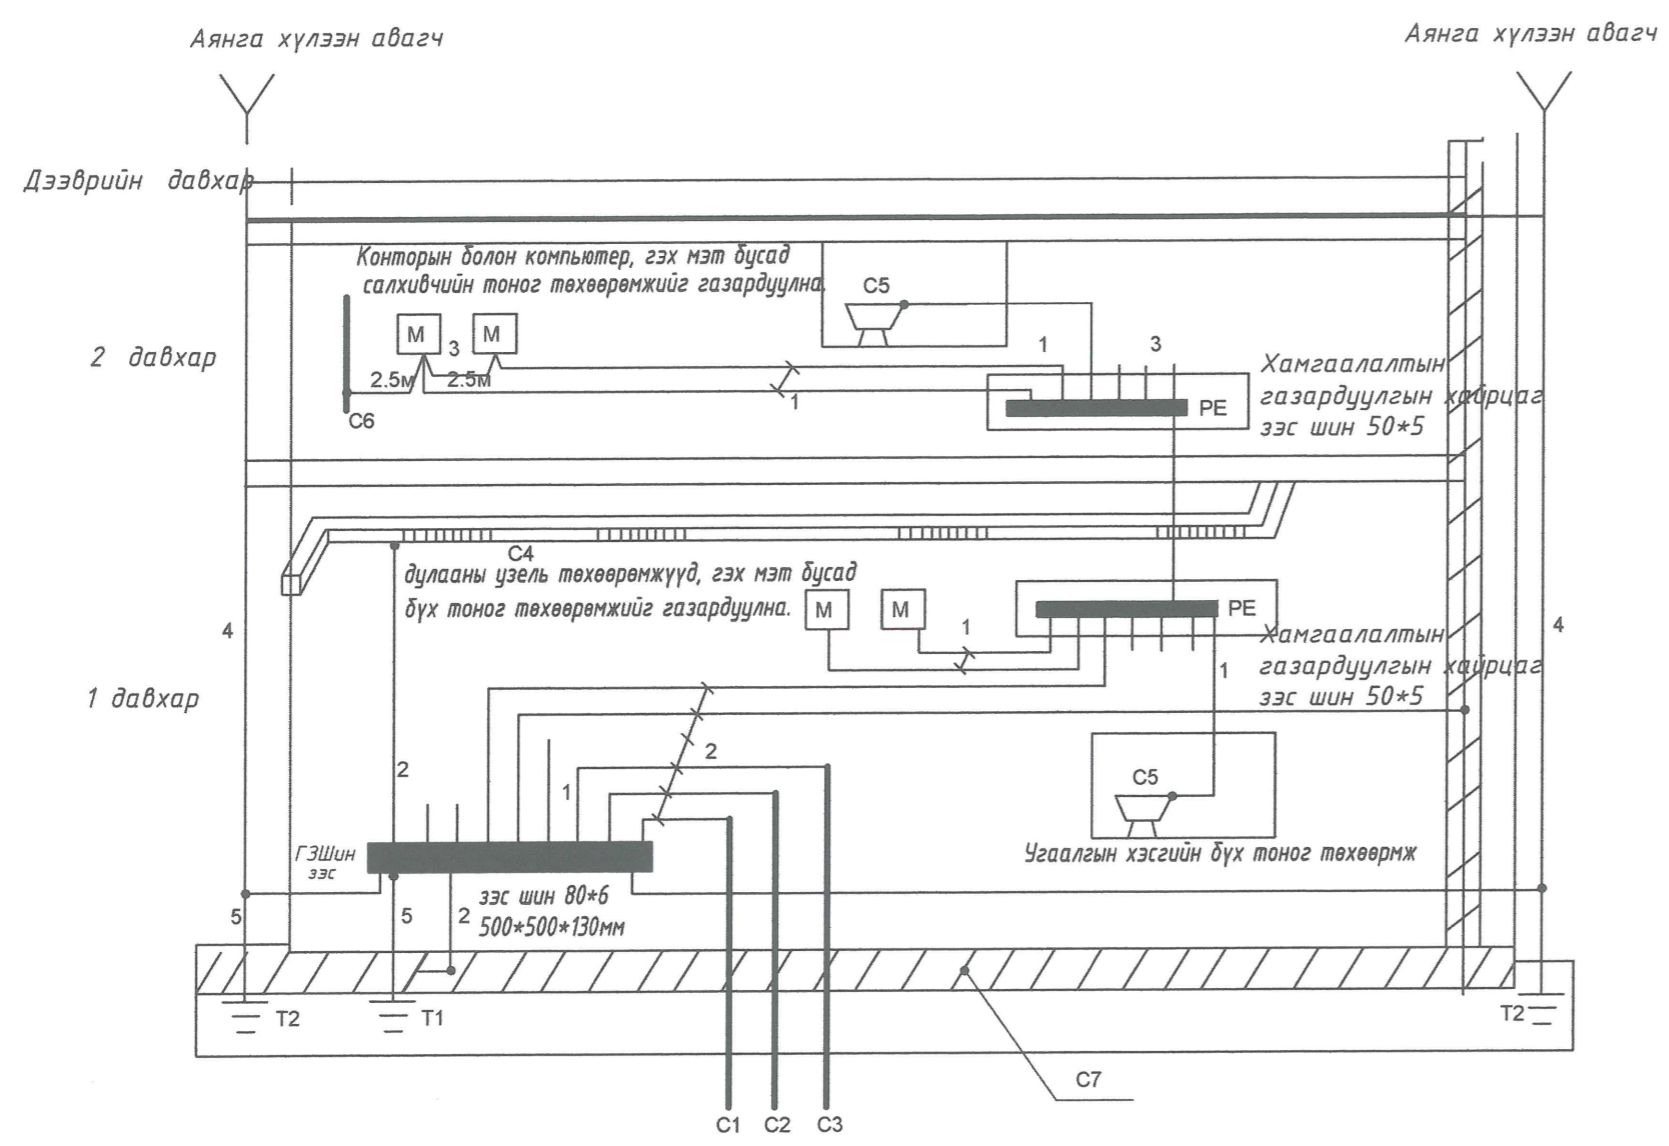 Аянга хүлээн авагч
Аянга хүлээн авагч
Дээврийн давхар
Конторын болон компьютер, гэх мэт бусад
салхивчийн тоног төхөөрөмжийг газардуулна.
C5
M
3
M
1
3
2 давхар
2.5м
2.5м
1
C6
PE
Хамгаалалтын
газардуулгын хайрцаг
зэс шин 50*5
C4
дулааны узель төхөөрөмжүүд, гэх мэт бусад
бүх тоног төхөөрөмжийг газардуулна.
M
M
PE
4
1
4
Хамгаалалтын
газардуулгын хайрцаг
зэс шин 50*5
1
1 давхар
2
2
1
C5
ГЗШин
зэс
Угаалгын хэсгийн бүх тоног төхөөрмж
зэс шин 80*6
500*500*130мм
5
5
2
T2
T1
T2
C7
C1
C2
C3